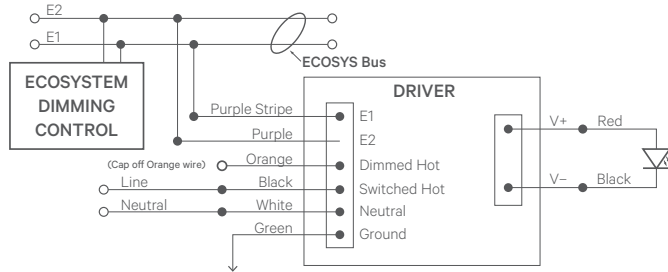 E2
E1
ECOSYS Bus
ECOSYSTEM
DIMMING
CONTROL
DRIVER
Purple Stripe
E1
Purple
E2
(Cap off Orange wire)
Orange
Dimmed Hot
Line
Black
Switched Hot
Neutral
White
Neutral
Green
Ground
V+
Red
V–
Black